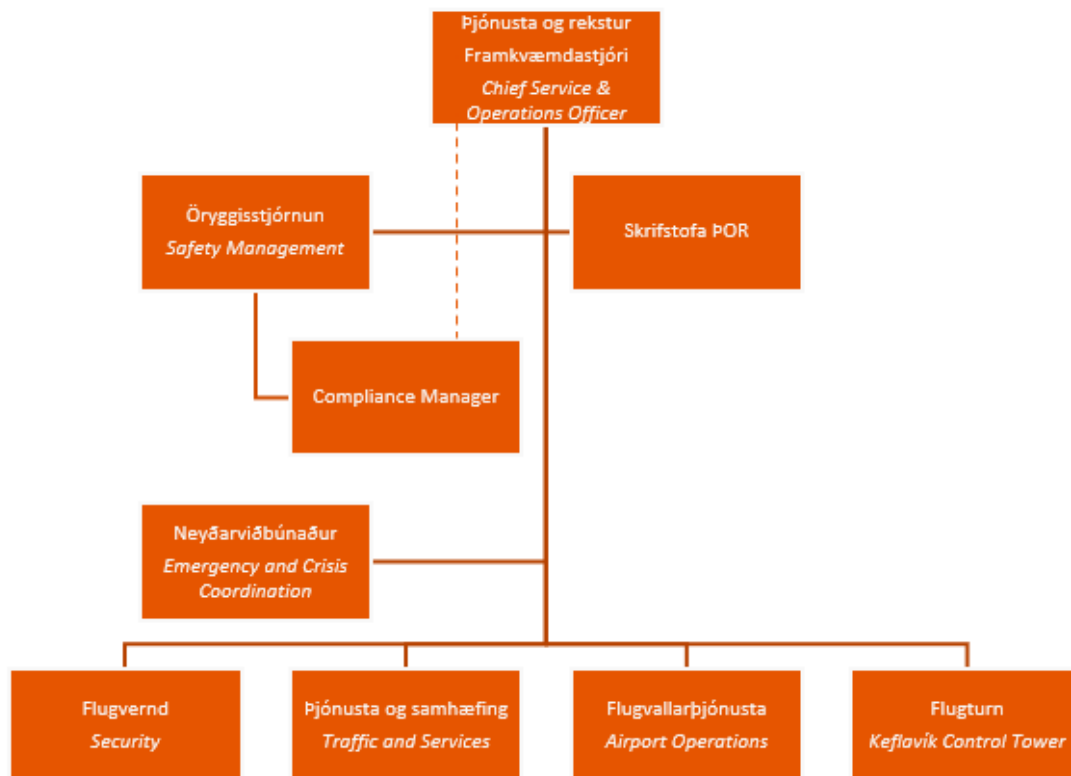 Þjónusta og rekstur
Framkvæmdastjóri
Chief Service &
Operations Officer
Öryggisstjórnun
Safety Management
Skrifstofa ÞOR
Compliance Manager
Neyðarviðbúnaður
Emergency and Crisis
Coordination
Flugvernd
Security
Þjónusta og samhæfing
Traffic and Services
Flugvallarþjónusta
Airport Operations
Flugturn
Keflavík Control Tower